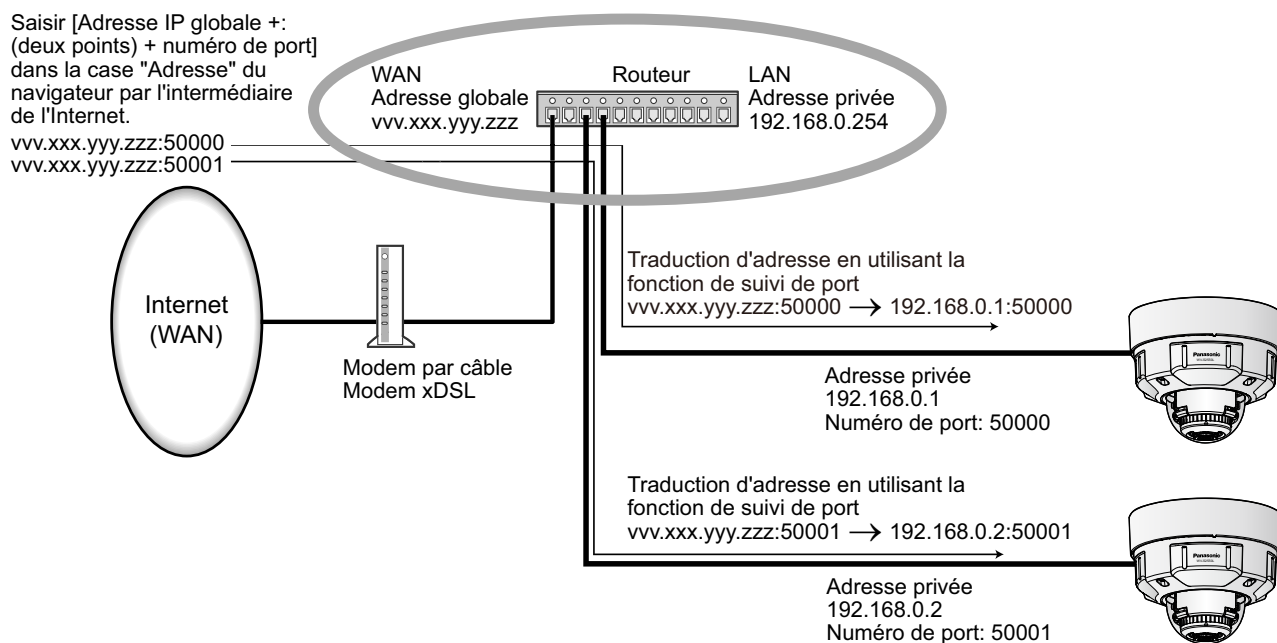 Saisir [Adresse IP globale +:
(deux points) + numéro de port]
dans la case "Adresse" du
navigateur par l'intermédiaire
de l'Internet.
vvv.xxx.yyy.zzz:50000
vvv.xxx.yyy.zzz:50001
WAN
Adresse globale
vvv.xxx.yyy.zzz
Routeur
LAN
Adresse privée
192.168.0.254
Internet
(WAN)
Modem par câble
Modem xDSL
Traduction d'adresse en utilisant la
fonction de suivi de port
vvv.xxx.yyy.zzz:50000 → 192.168.0.1:50000
Panasonic
Adresse privée
192.168.0.1
Numéro de port: 50000
Traduction d'adresse en utilisant la
fonction de suivi de port
vvv.xxx.yyy.zzz:50001 → 192.168.0.2:50001
Panasonic
Adresse privée
192.168.0.2
Numéro de port: 50001